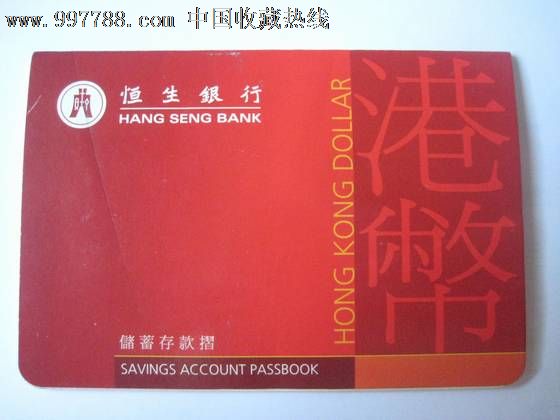 www.997788.com 中国收藏热线
恒生銀行
HANG SENG BANK
HONG KONG DOLLAR
港幣
儲蓄存款摺
SAVINGS ACCOUNT PASSBOOK